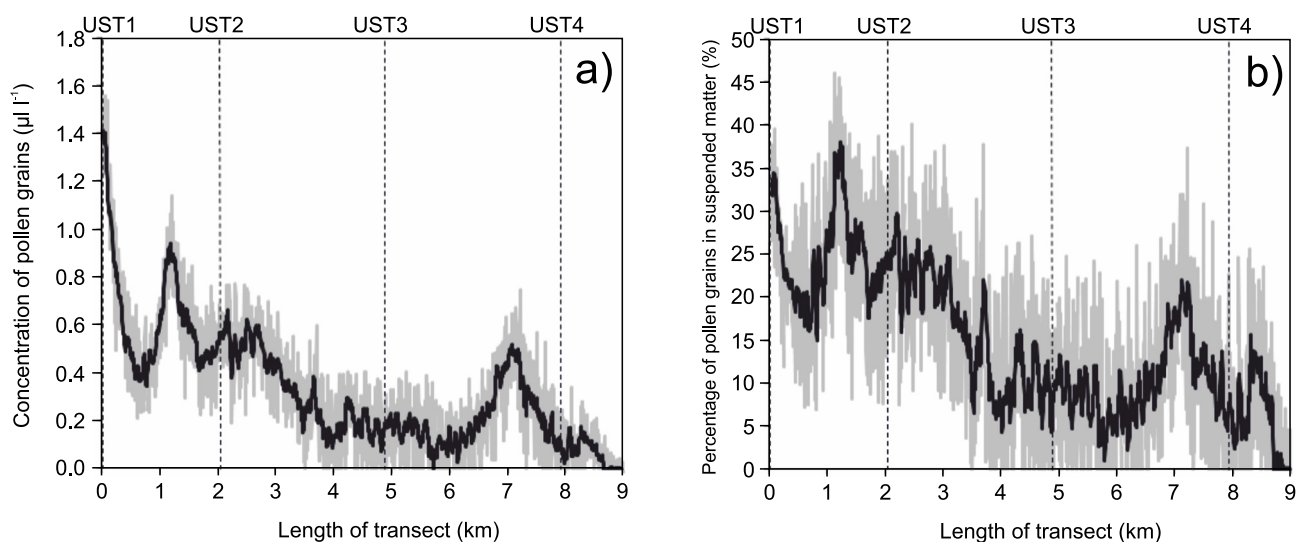 UST1 UST2 UST3 UST4
a)
Concentration of pollen grains (µl l⁻¹)
1.8
1.6
1.4
1.2
1.0
0.8
0.6
0.4
0.2
0.0
0 1 2 3 4 5 6 7 8 9
Length of transect (km)
UST1 UST2 UST3 UST4
b)
Percentage of pollen grains in suspended matter (%)
50
45
40
35
30
25
20
15
10
5
0
0 1 2 3 4 5 6 7 8 9
Length of transect (km)